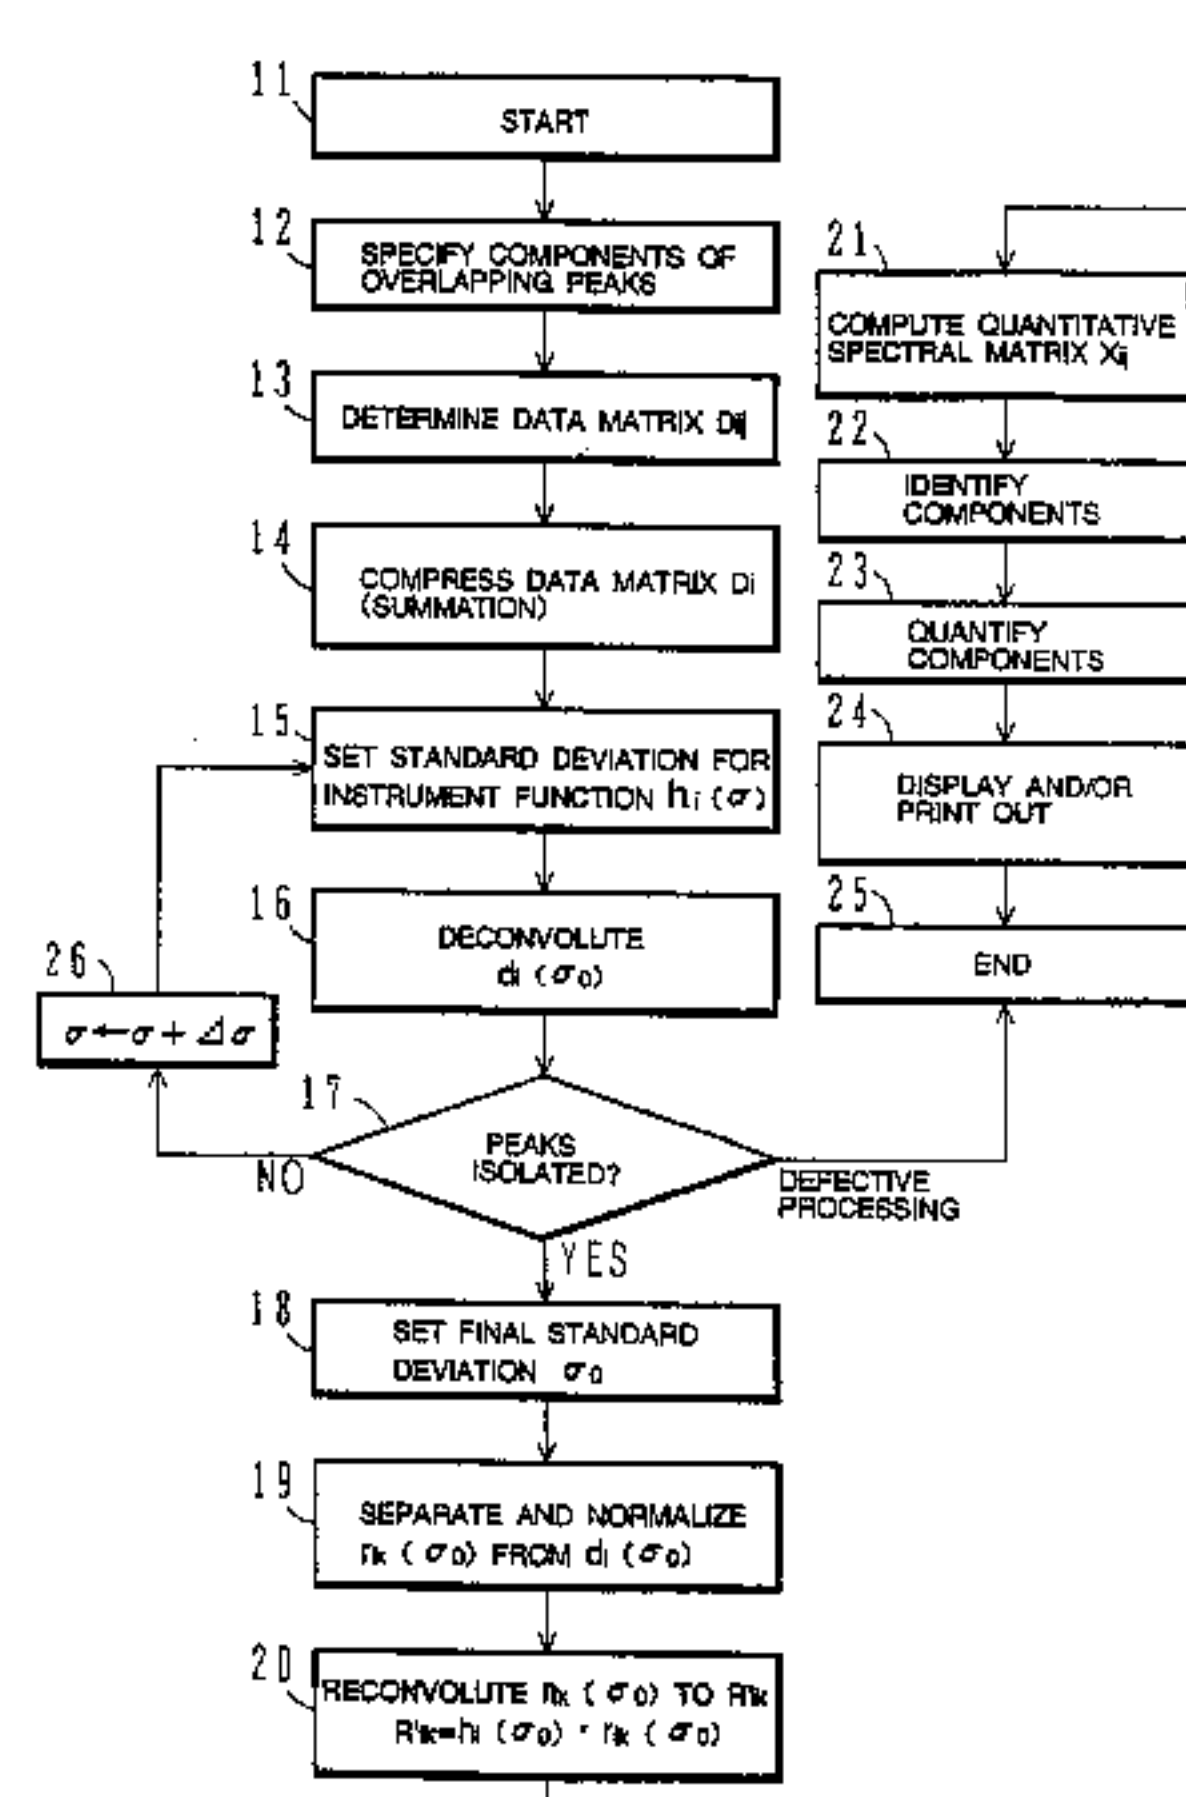 11
START
12
SPECIFY COMPONENTS OF
OVERLAPPING PEAKS
13
DETERMINE DATA MATRIX Dij
14
COMPRESS DATA MATRIX Di
(SUMMATION)
15
SET STANDARD DEVIATION FOR
INSTRUMENT FUNCTION hi (σ)
16
DECONVOLUTE
di (σ0)
26
σ←σ+Δσ
17
PEAKS
ISOLATED?
NO
YES
DEFECTIVE
PROCESSING
18
SET FINAL STANDARD
DEVIATION σ0
19
SEPARATE AND NORMALIZE
rik (σ0) FROM di (σ0)
20
RECONVOLUTE rik (σ0) TO R'ik
R'ik=hi (σ0) * rik (σ0)
21
COMPUTE QUANTITATIVE
SPECTRAL MATRIX Xij
22
IDENTIFY
COMPONENTS
23
QUANTIFY
COMPONENTS
24
DISPLAY AND/OR
PRINT OUT
25
END